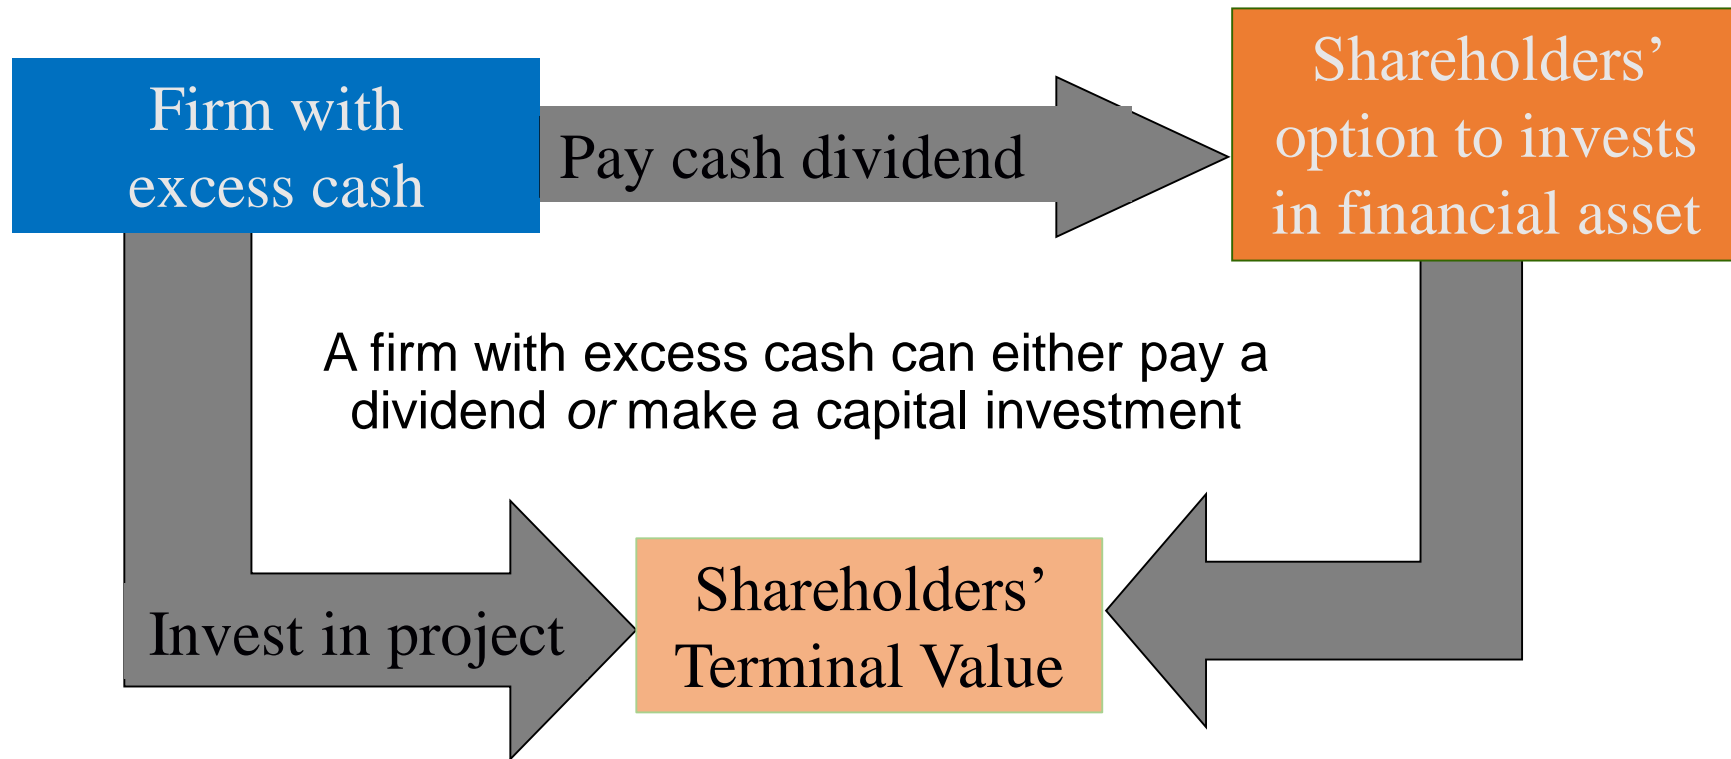 Firm with
excess cash
Pay cash dividend
Shareholders’
option to invests
in financial asset
A firm with excess cash can either pay a
dividend or make a capital investment
Invest in project
Shareholders’
Terminal Value